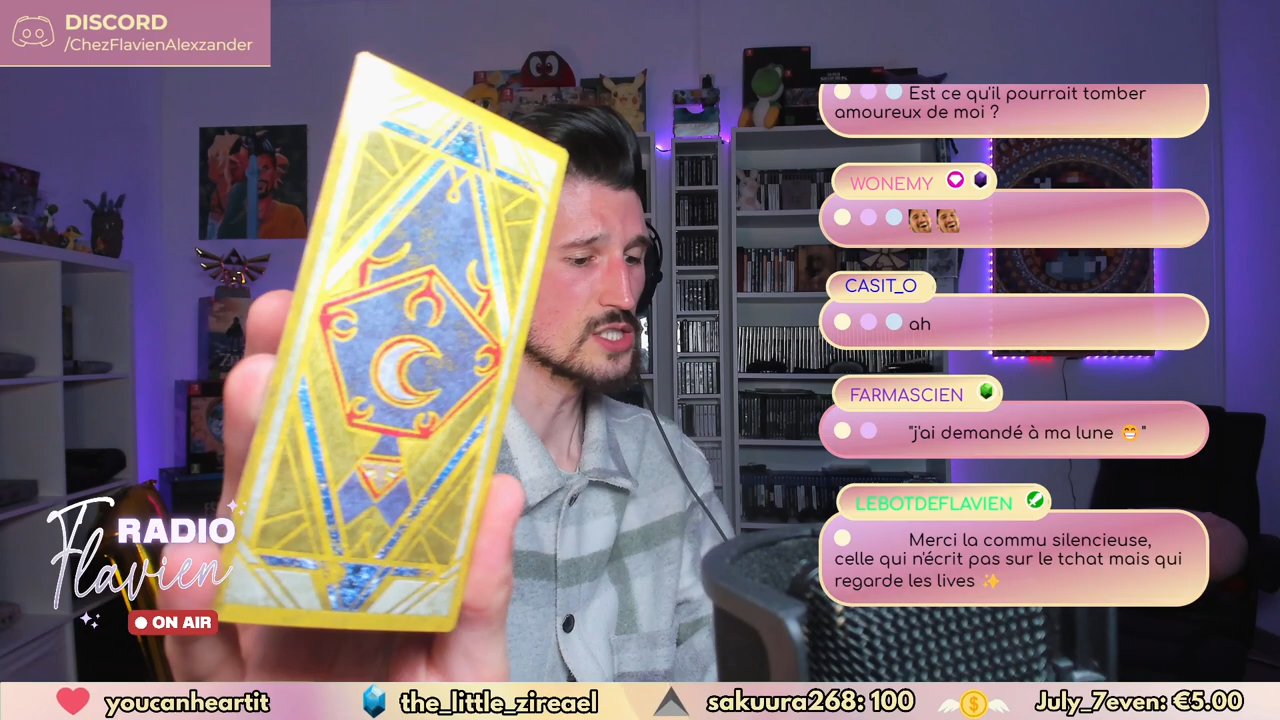 DISCORD
/ChezFlavienAlexzander
Est ce qu'il pourrait tomber
amoureux de moi ?
WONEMY
CASIT_O
ah
FARMASCIEN
"j'ai demandé à ma lune 😁"
LEBOTDEFLAVIEN
Merci la commu silencieuse,
celle qui n'écrit pas sur le tchat mais qui
regarde les lives ✨
RADIO
Flavien
ON AIR
youcanheartit
the_little_zireael
sakuura268: 100
July_7even: €5.00